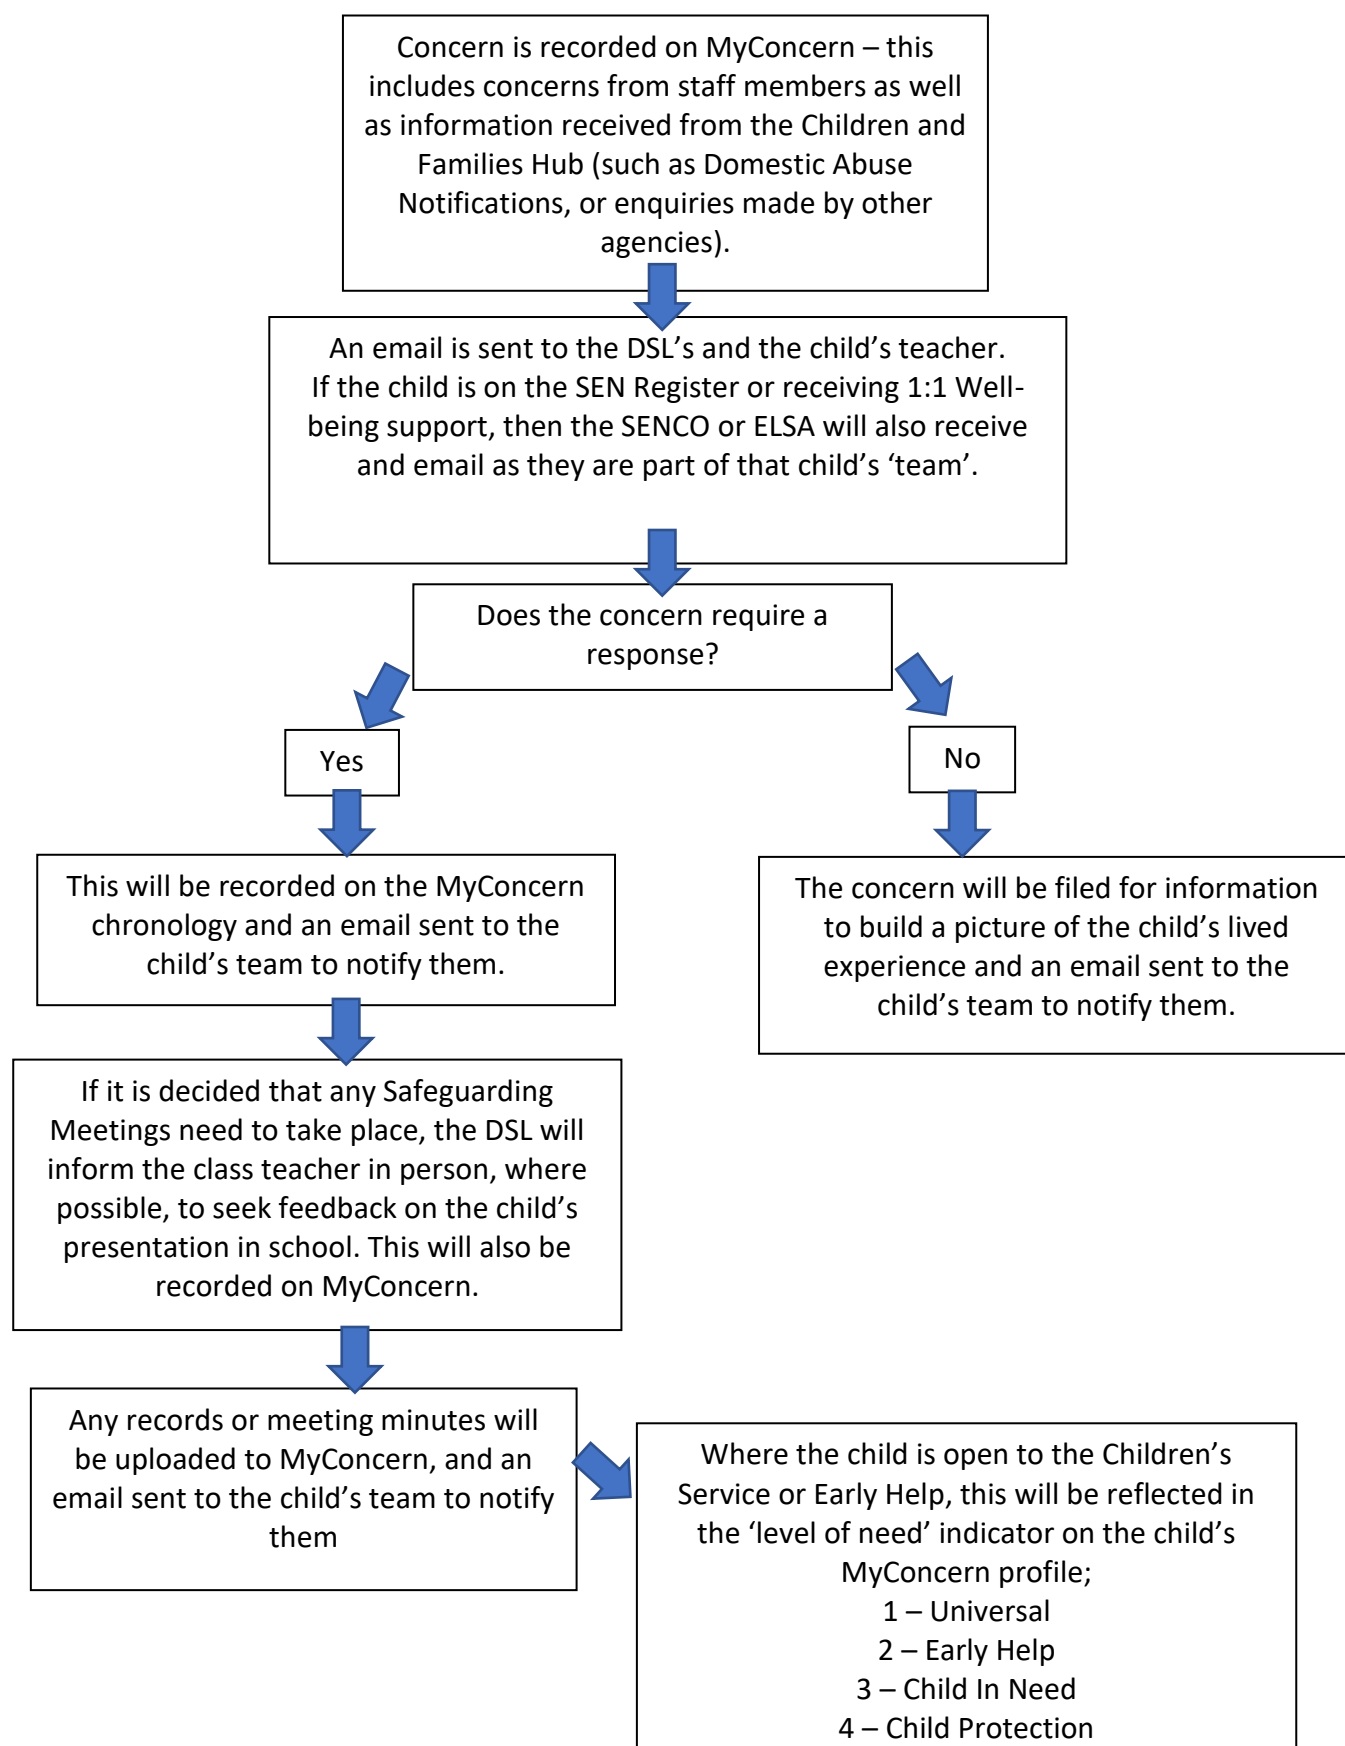 Concern is recorded on MyConcern – this
includes concerns from staff members as well
as information received from the Children and
Families Hub (such as Domestic Abuse
Notifications, or enquiries made by other
agencies).
An email is sent to the DSL’s and the child’s teacher.
If the child is on the SEN Register or receiving 1:1 Well-
being support, then the SENCO or ELSA will also receive
and email as they are part of that child’s ‘team’.
Does the concern require a
response?
Yes
No
This will be recorded on the MyConcern
chronology and an email sent to the
child’s team to notify them.
The concern will be filed for information
to build a picture of the child’s lived
experience and an email sent to the
child’s team to notify them.
If it is decided that any Safeguarding
Meetings need to take place, the DSL will
inform the class teacher in person, where
possible, to seek feedback on the child’s
presentation in school. This will also be
recorded on MyConcern.
Any records or meeting minutes will
be uploaded to MyConcern, and an
email sent to the child’s team to notify
them
Where the child is open to the Children’s
Service or Early Help, this will be reflected in
the ‘level of need’ indicator on the child’s
MyConcern profile;
1 – Universal
2 – Early Help
3 – Child In Need
4 – Child Protection